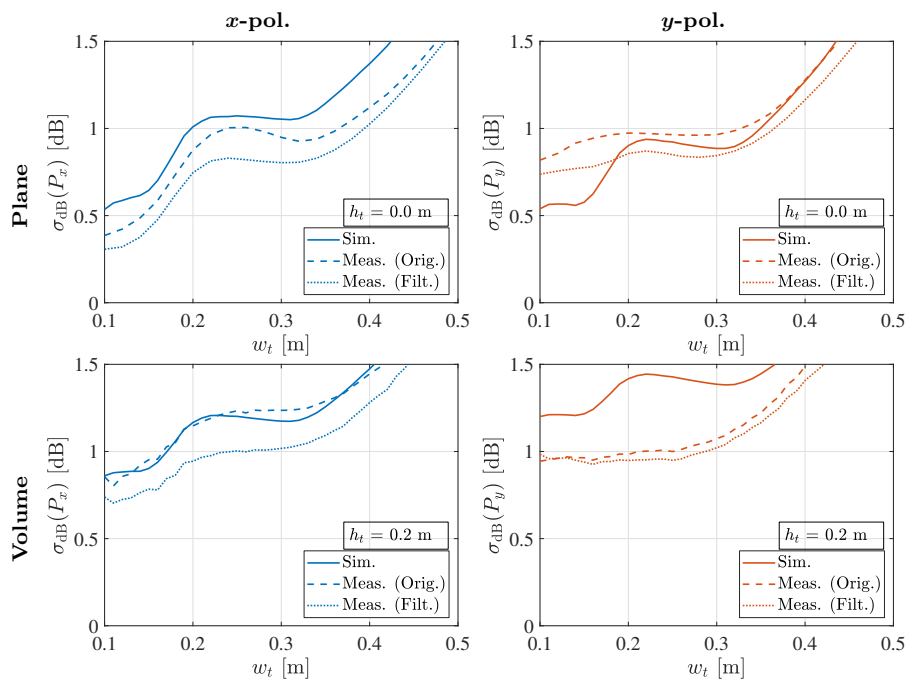 x-pol.
y-pol.
Plane
σdB(Px) [dB]
1.5
1
0.5
0
0.1 0.2 0.3 0.4 0.5
wt [m]
ht = 0.0 m
Sim.
Meas. (Orig.)
Meas. (Filt.)
σdB(Py) [dB]
1.5
1
0.5
0
0.1 0.2 0.3 0.4 0.5
wt [m]
ht = 0.0 m
Sim.
Meas. (Orig.)
Meas. (Filt.)
Volume
σdB(Px) [dB]
1.5
1
0.5
0
0.1 0.2 0.3 0.4 0.5
wt [m]
ht = 0.2 m
Sim.
Meas. (Orig.)
Meas. (Filt.)
σdB(Py) [dB]
1.5
1
0.5
0
0.1 0.2 0.3 0.4 0.5
wt [m]
ht = 0.2 m
Sim.
Meas. (Orig.)
Meas. (Filt.)